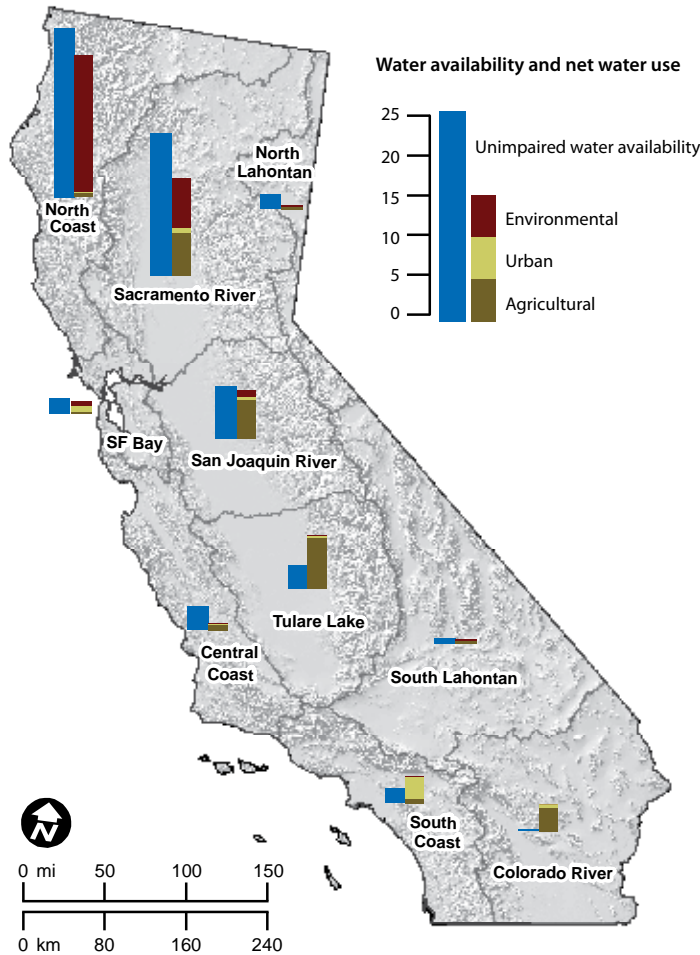 Water availability and net water use
25
20
15
10
5
0
Unimpaired water availability
Environmental
Urban
Agricultural
North
Coast
North
Lahontan
Sacramento River
SF Bay
San Joaquin River
Tulare Lake
Central
Coast
South Lahontan
South
Coast
Colorado River
N
0 mi 50 100 150
0 km 80 160 240